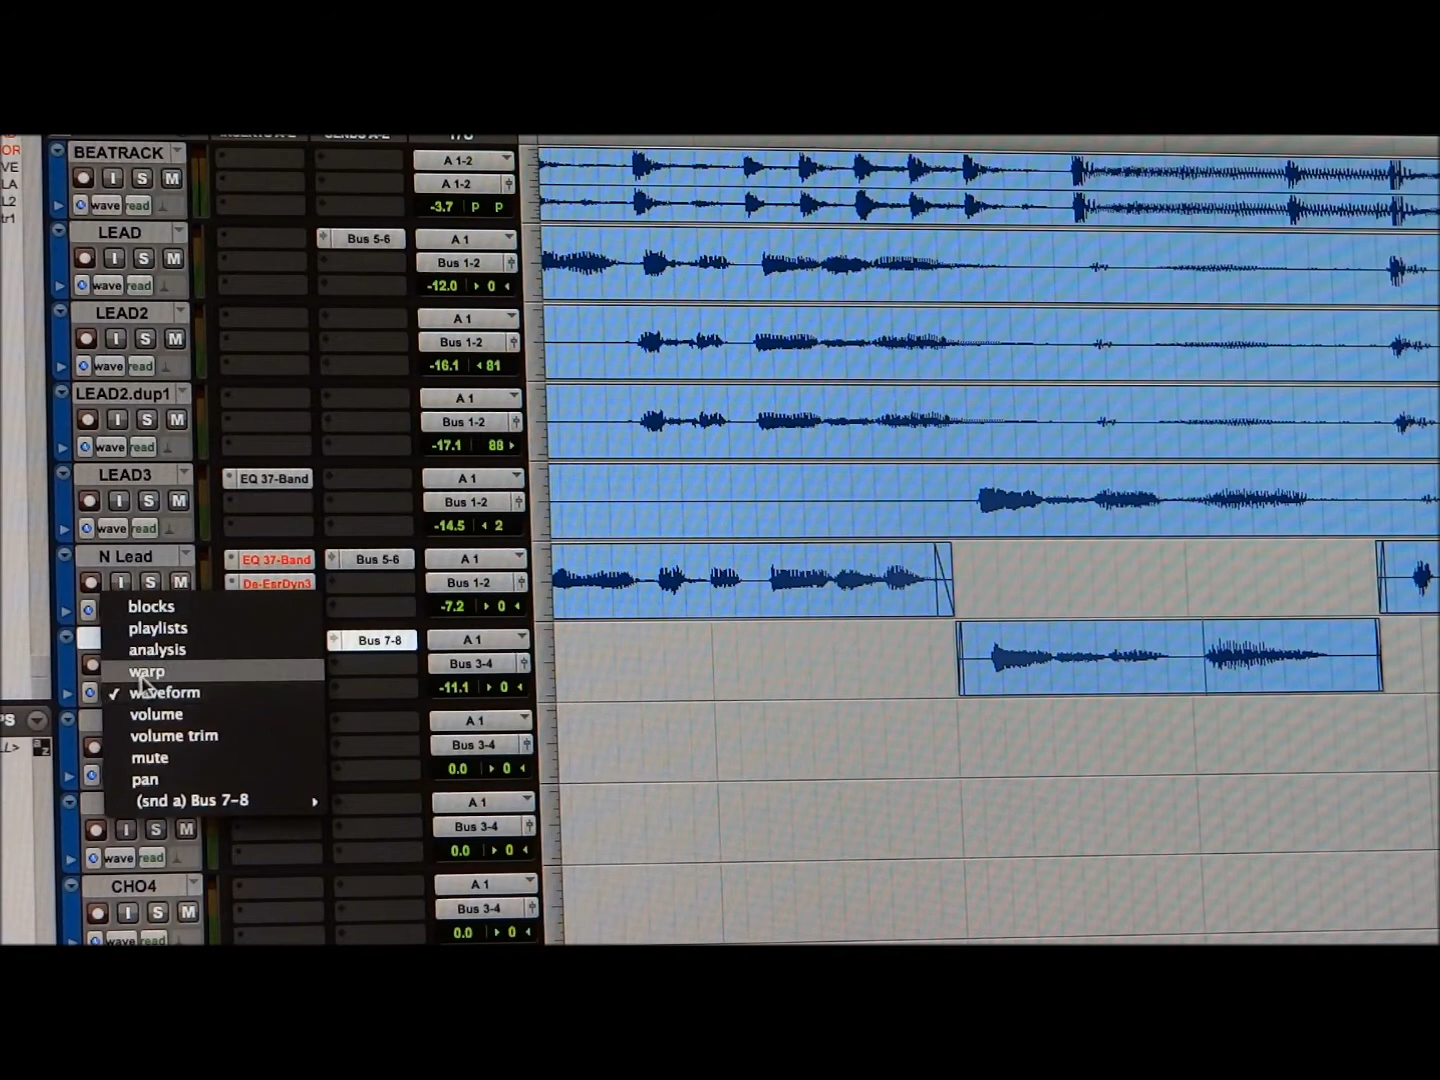 OR
VE
LA
L2
tr1
BEATRACK
I S M
wave read
A 1-2
A 1-2
-3.7 P P
LEAD
I S M
wave read
Bus 5-6
A 1
Bus 1-2
-12.0 0
LEAD2
I S M
wave read
A 1
Bus 1-2
-16.1 81
LEAD2.dup1
I S M
wave read
A 1
Bus 1-2
-17.1 88
LEAD3
I S M
wave read
EQ 37-Band
A 1
Bus 1-2
-14.5 2
N Lead
I S M
EQ 37-Band
De-EsrDyn3
Bus 5-6
A 1
Bus 1-2
-7.2 0
blocks
playlists
analysis
warp
waveform
volume
volume trim
mute
pan
(snd a) Bus 7-8
Bus 7-8
A 1
Bus 3-4
-11.1 0
A 1
Bus 3-4
0.0 0
I S M
wave read
A 1
Bus 3-4
0.0 0
CHO4
I S M
wave read
A 1
Bus 3-4
0.0 0